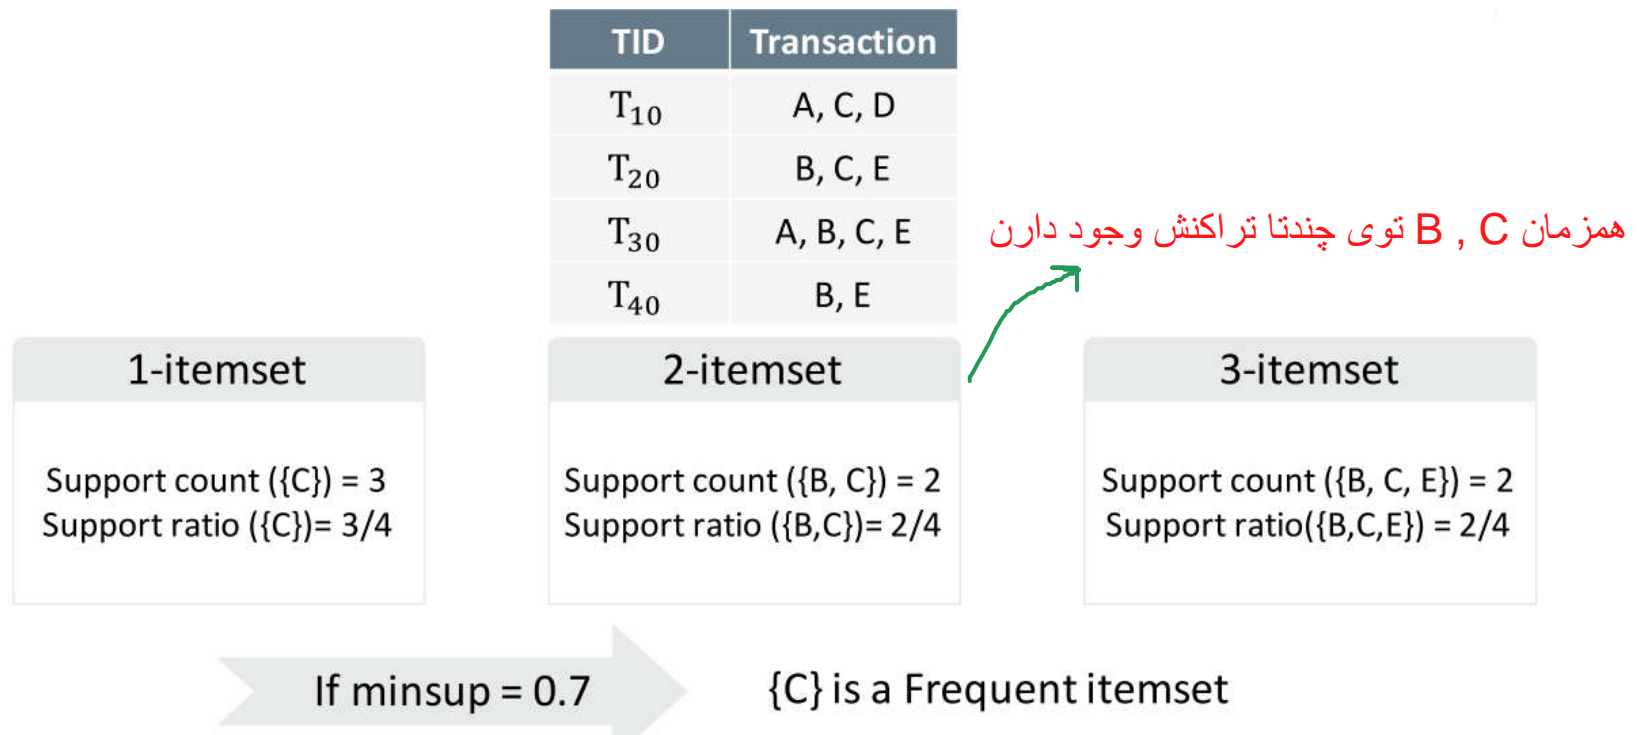 TID Transaction
T₁₀ A, C, D
T₂₀ B, C, E
T₃₀ A, B, C, E
T₄₀ B, E
همزمان B , C توی چندتا تراکنش وجود دارن
1-itemset
Support count ({C}) = 3
Support ratio ({C})= 3/4
2-itemset
Support count ({B, C}) = 2
Support ratio ({B,C})= 2/4
3-itemset
Support count ({B, C, E}) = 2
Support ratio({B,C,E}) = 2/4
If minsup = 0.7
{C} is a Frequent itemset